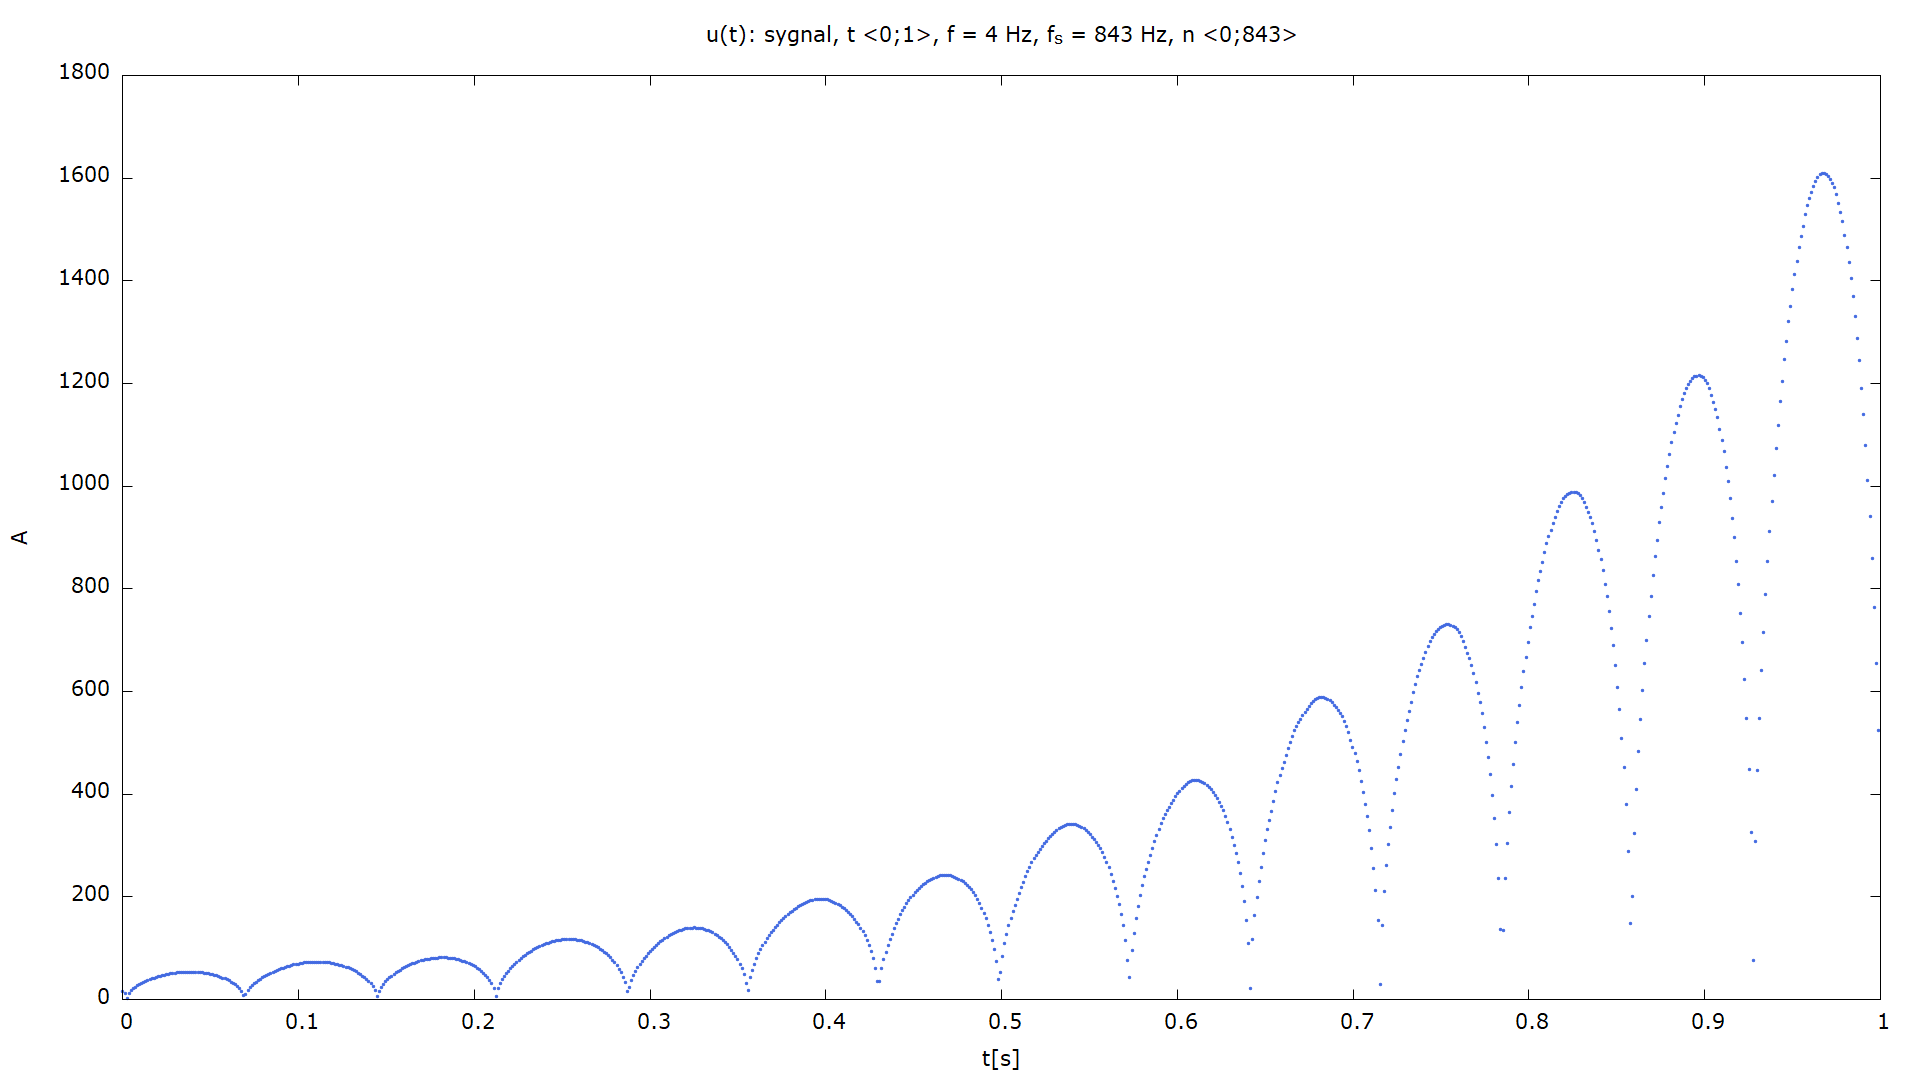 u(t): sygnal, t <0;1>, f = 4 Hz, fₛ = 843 Hz, n <0;843>
1800
1600
1400
1200
1000
800
600
400
200
0
A
0 0.1 0.2 0.3 0.4 0.5 0.6 0.7 0.8 0.9 1
t[s]